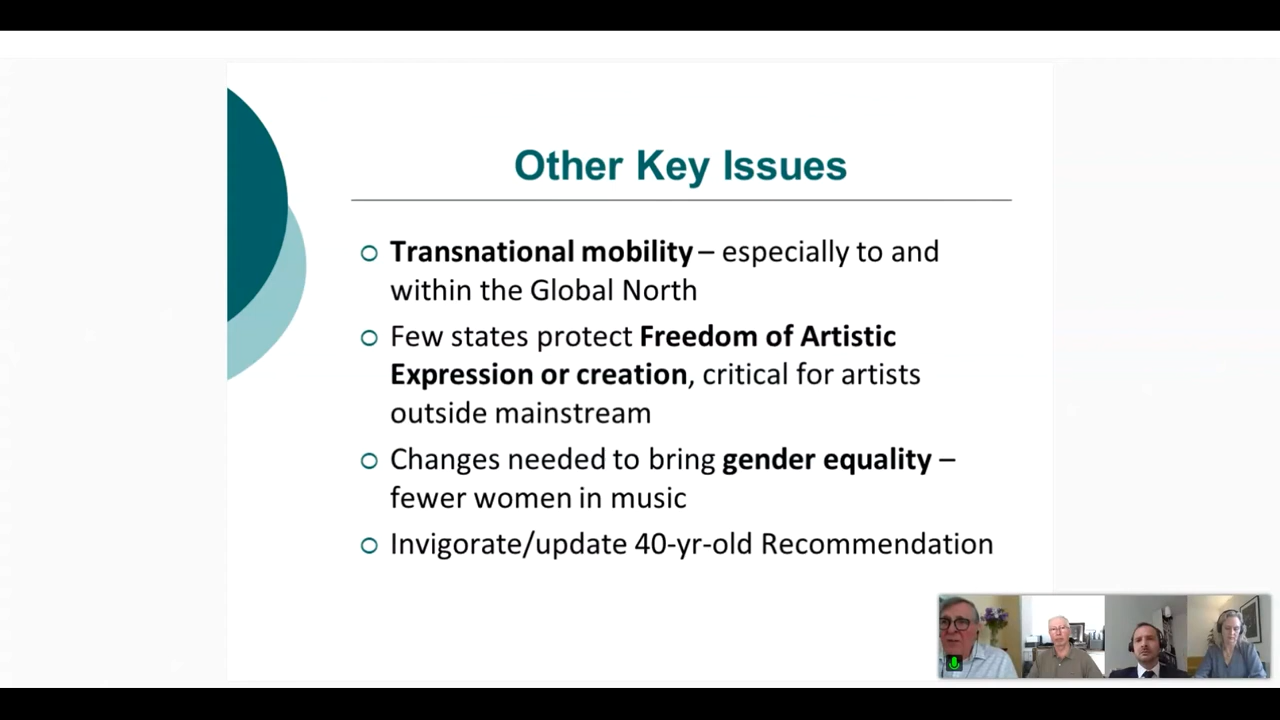 Other Key Issues
Transnational mobility – especially to and
within the Global North
Few states protect Freedom of Artistic
Expression or creation, critical for artists
outside mainstream
Changes needed to bring gender equality –
fewer women in music
Invigorate/update 40-yr-old Recommendation